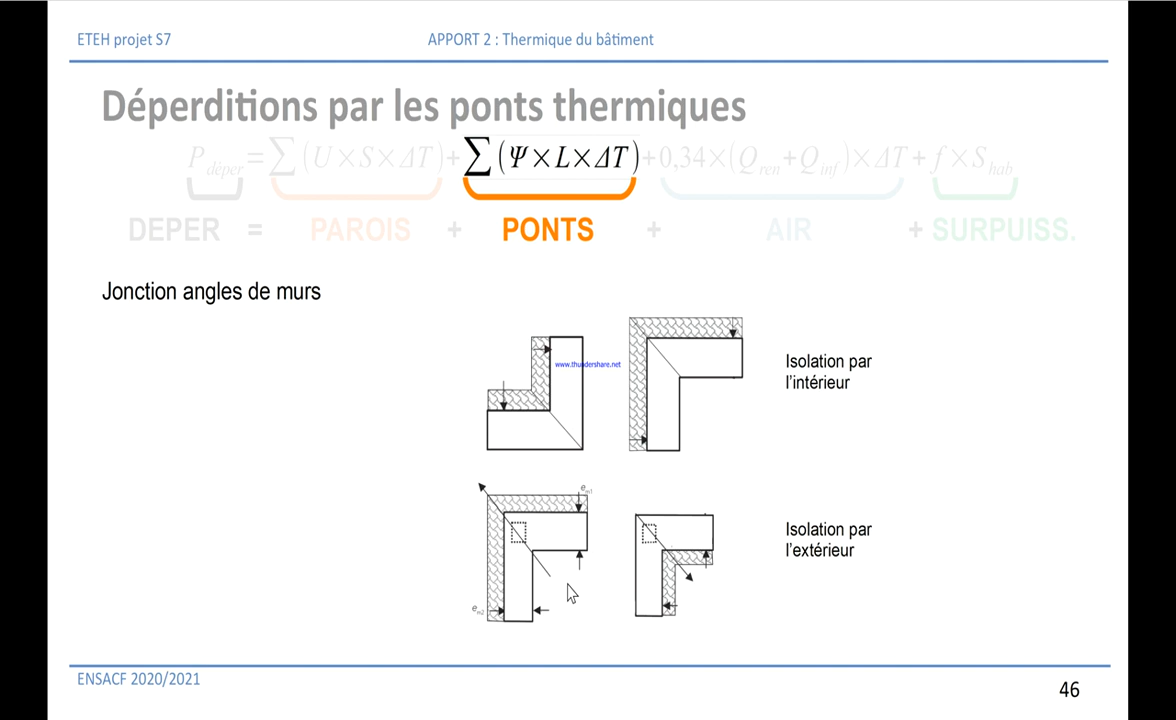 ETEH projet S7
APPORT 2 : Thermique du bâtiment
Déperditions par les ponts thermiques
P_déper = ∑(U×S×ΔT) + ∑(Ψ×L×ΔT) + 0,34×(Q_ren+Q_inf)×ΔT + f×S_hab
DEPER = PAROIS + PONTS + AIR + SURPUISS.
Jonction angles de murs
www.thundershare.net
Isolation par
l'intérieur
e_m1
Isolation par
l'extérieur
e_m2
ENSACF 2020/2021
46